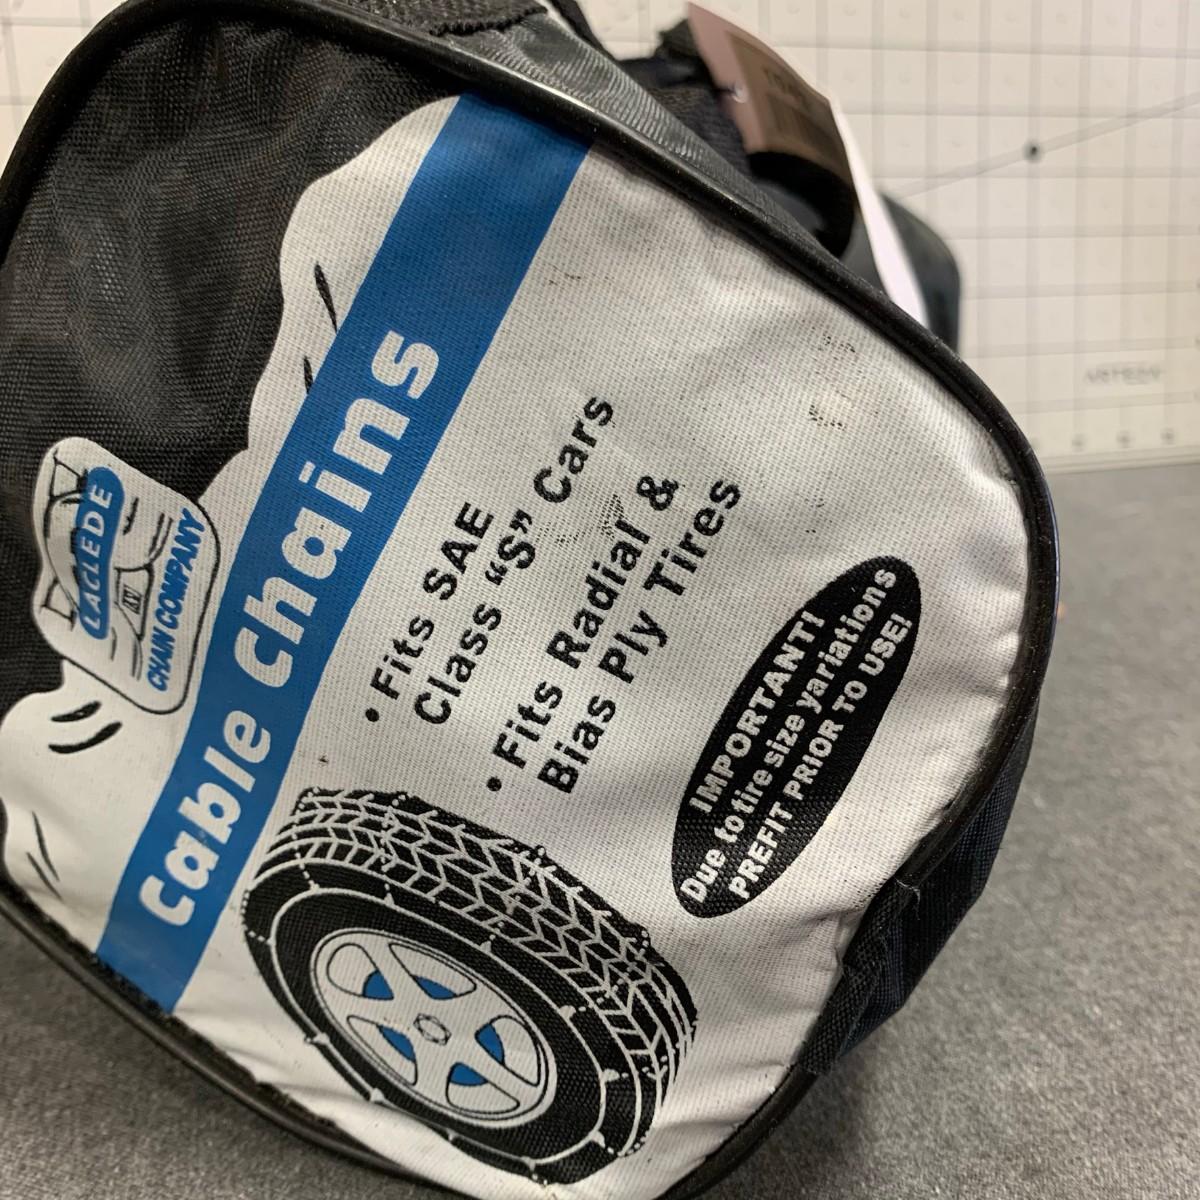 LACLEDE
CHAIN COMPANY
Cable Chains
• Fits SAE
Class “S” Cars
• Fits Radial &
Bias Ply Tires
IMPORTANT!
Due to tire size variations
PREFIT PRIOR TO USE!